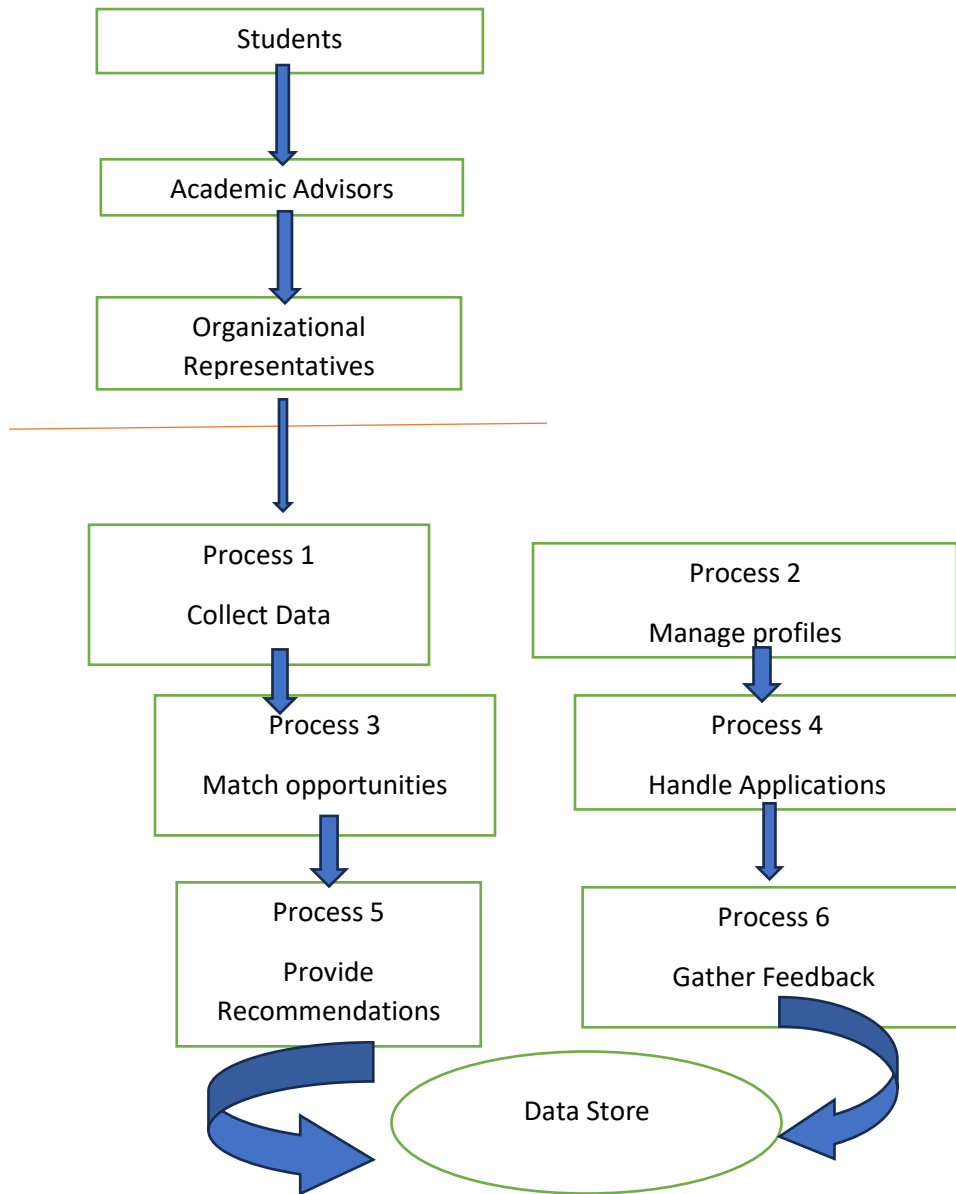 Students
Academic Advisors
Organizational
Representatives
Process 1
Collect Data
Process 2
Manage profiles
Process 3
Match opportunities
Process 4
Handle Applications
Process 5
Provide
Recommendations
Process 6
Gather Feedback
Data Store